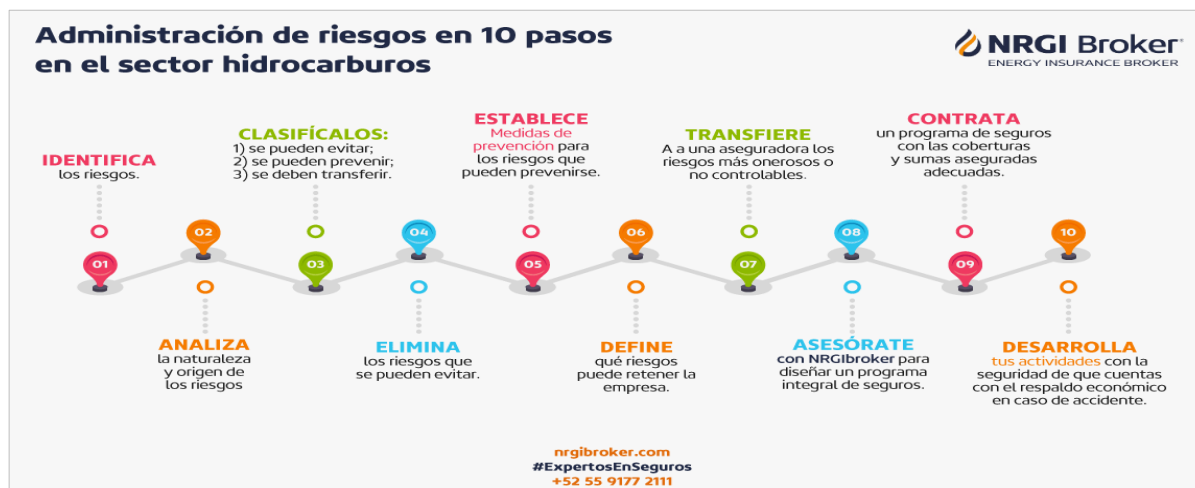 Administración de riesgos en 10 pasos
en el sector hidrocarburos
NRGI Broker
ENERGY INSURANCE BROKER
IDENTIFICA
los riesgos.
CLASIFÍCALOS:
1) se pueden evitar;
2) se pueden prevenir;
3) se deben transferir.
ESTABLECE
Medidas de
prevención para
los riesgos que
pueden prevenirse.
TRANSFIERE
A a una aseguradora los
riesgos más onerosos o
no controlables.
CONTRATA
un programa de seguros
con las coberturas
y sumas aseguradas
adecuadas.
01
02
03
04
05
06
07
08
09
10
ANALIZA
la naturaleza
y origen de
los riesgos
ELIMINA
los riesgos que
se pueden evitar.
DEFINE
qué riesgos
puede retener la
empresa.
ASESÓRATE
con NRGIbroker para
diseñar un programa
integral de seguros.
DESARROLLA
tus actividades con la
seguridad de que cuentas
con el respaldo económico
en caso de accidente.
nrgibroker.com
#ExpertosEnSeguros
+52 55 9177 2111